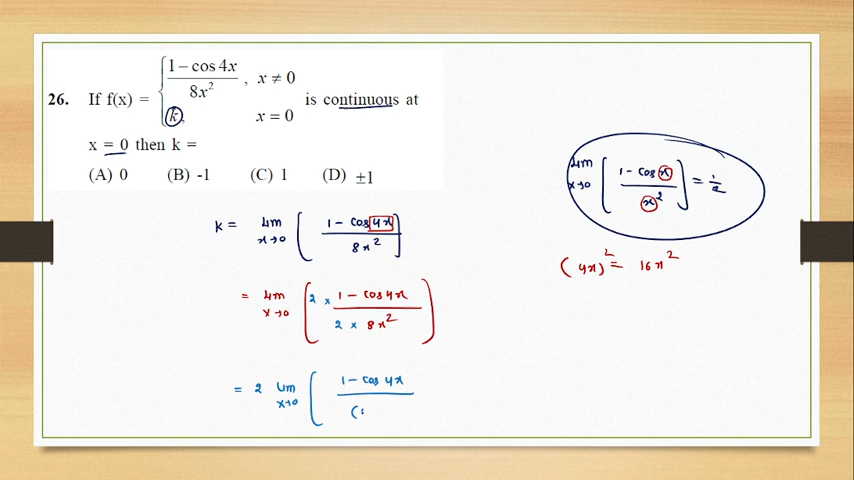 26. If f(x) = { (1 – cos 4x)/(8x²) , x ≠ 0
k, x = 0
is continuous at
x = 0 then k =
(A) 0 (B) -1 (C) 1 (D) ±1
k = lim x→0 [ (1 – cos 4x)/(8x²) ]
= lim x→0 [ (2 × 1 – cos 4x)/(2 × 8x²) ]
= 2 lim x→0 [ (1 – cos 4x)/(
lim x→0 [ (1 – cos x)/(x²) ] = 1/2
(4x)² = 16x²